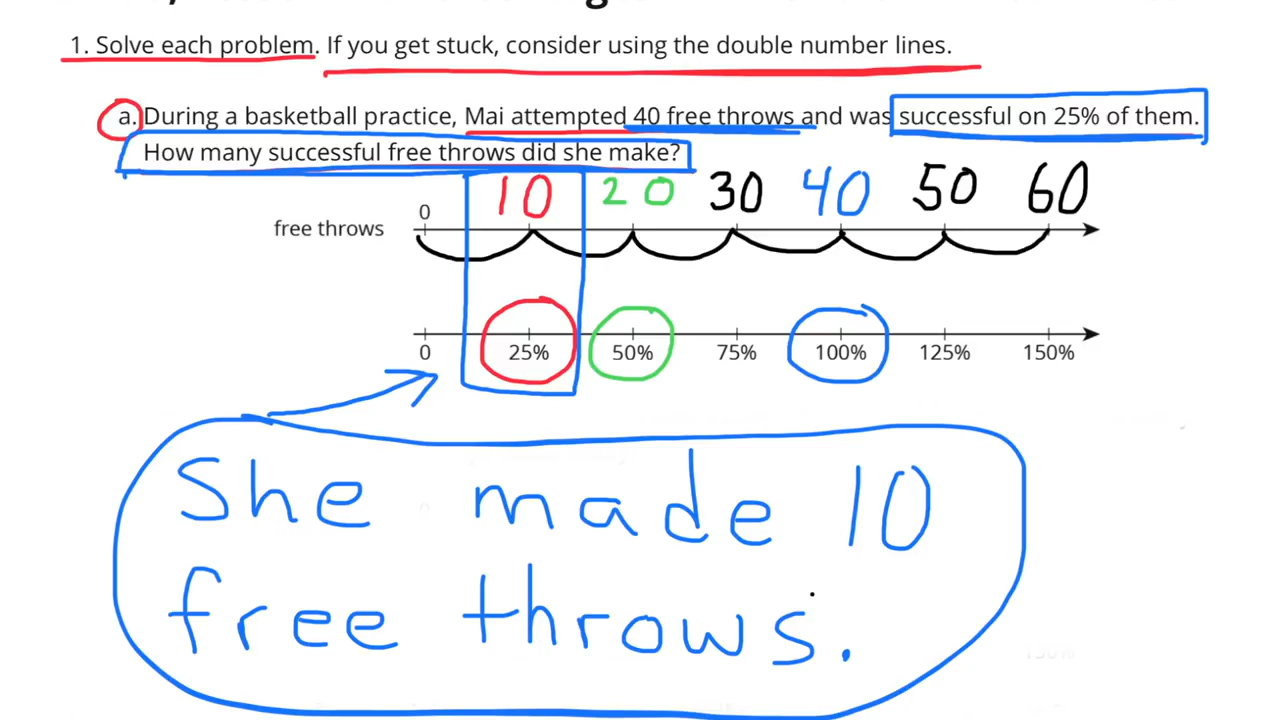 1. Solve each problem. If you get stuck, consider using the double number lines.
a. During a basketball practice, Mai attempted 40 free throws and was successful on 25% of them.
How many successful free throws did she make?
0 10 20 30 40 50 60
free throws
0 25% 50% 75% 100% 125% 150%
She made 10
free throws.